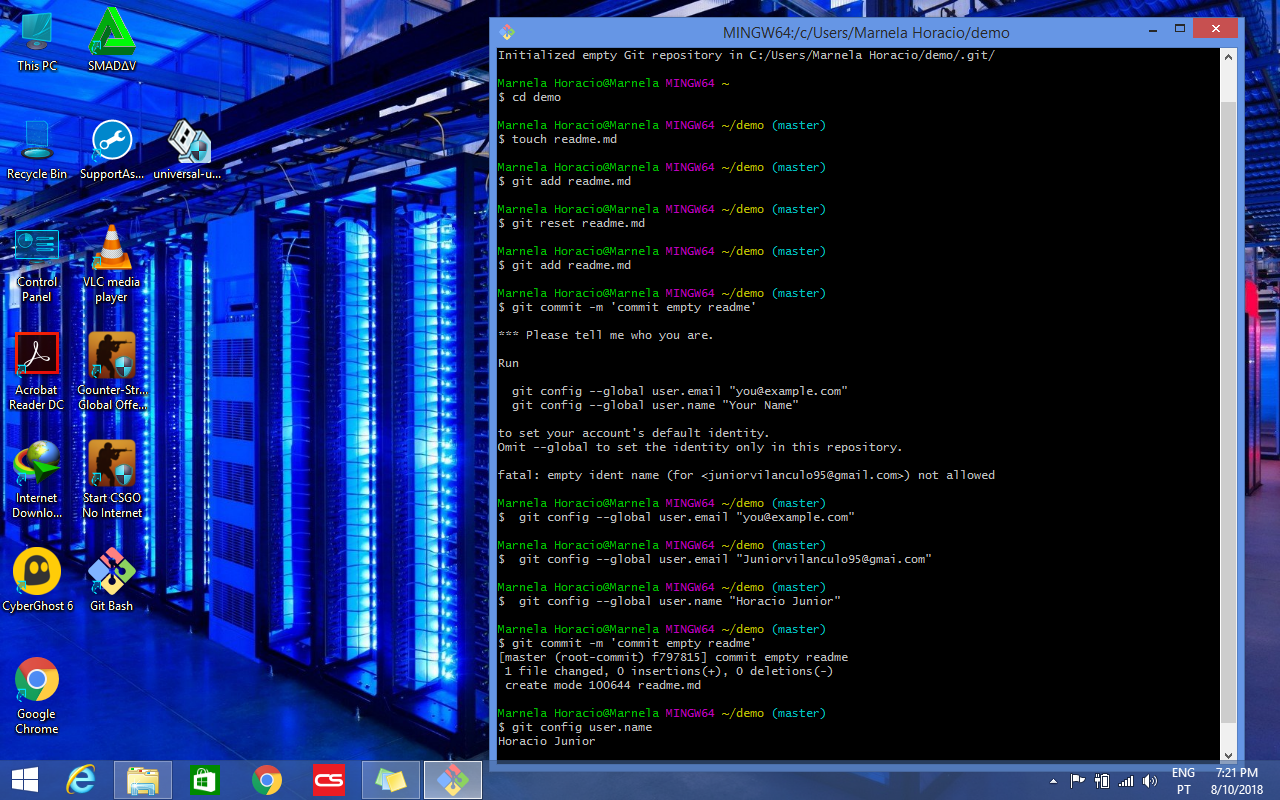 This PC
SMADΔV
Recycle Bin
SupportAs...
universal-u...
Control
Panel
VLC media
player
Acrobat
Reader DC
Counter-Str...
Global Offe...
Internet
Downlo...
Start CSGO
No Internet
CyberGhost 6
Git Bash
Google
Chrome
MINGW64:/c/Users/Marnela Horacio/demo
Initialized empty Git repository in C:/Users/Marnela Horacio/demo/.git/
Marnela Horacio@Marnela MINGW64 ~
$ cd demo
Marnela Horacio@Marnela MINGW64 ~/demo (master)
$ touch readme.md
Marnela Horacio@Marnela MINGW64 ~/demo (master)
$ git add readme.md
Marnela Horacio@Marnela MINGW64 ~/demo (master)
$ git reset readme.md
Marnela Horacio@Marnela MINGW64 ~/demo (master)
$ git add readme.md
Marnela Horacio@Marnela MINGW64 ~/demo (master)
$ git commit -m 'commit empty readme'
*** Please tell me who you are.
Run
git config --global user.email "you@example.com"
git config --global user.name "Your Name"
to set your account's default identity.
Omit --global to set the identity only in this repository.
fatal: empty ident name (for <juniorvilanculo95@gmail.com>) not allowed
Marnela Horacio@Marnela MINGW64 ~/demo (master)
$  git config --global user.email "you@example.com"
Marnela Horacio@Marnela MINGW64 ~/demo (master)
$  git config --global user.email "Juniorvilanculo95@gmai.com"
Marnela Horacio@Marnela MINGW64 ~/demo (master)
$  git config --global user.name "Horacio Junior"
Marnela Horacio@Marnela MINGW64 ~/demo (master)
$ git commit -m 'commit empty readme'
[master (root-commit) f797815] commit empty readme
1 file changed, 0 insertions(+), 0 deletions(-)
create mode 100644 readme.md
Marnela Horacio@Marnela MINGW64 ~/demo (master)
$ git config user.name
Horacio Junior
CS
ENG
PT
7:21 PM
8/10/2018